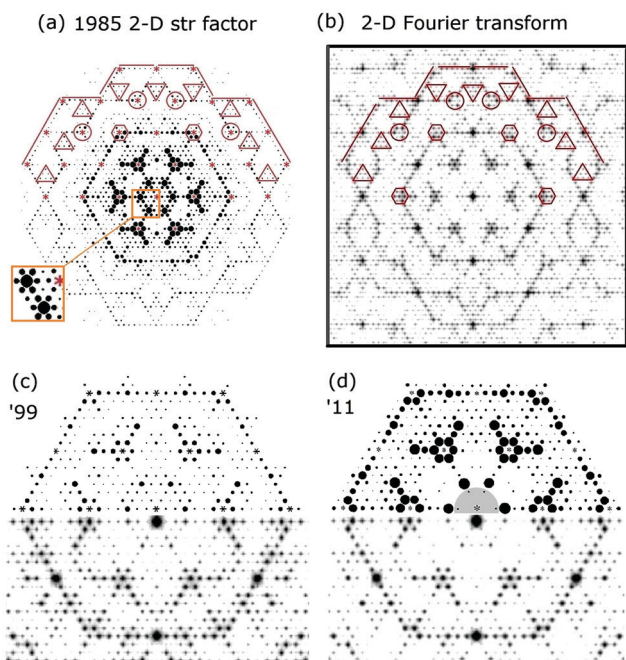 (a) 1985 2-D str factor
(b) 2-D Fourier transform
(c)
'99
(d)
'11